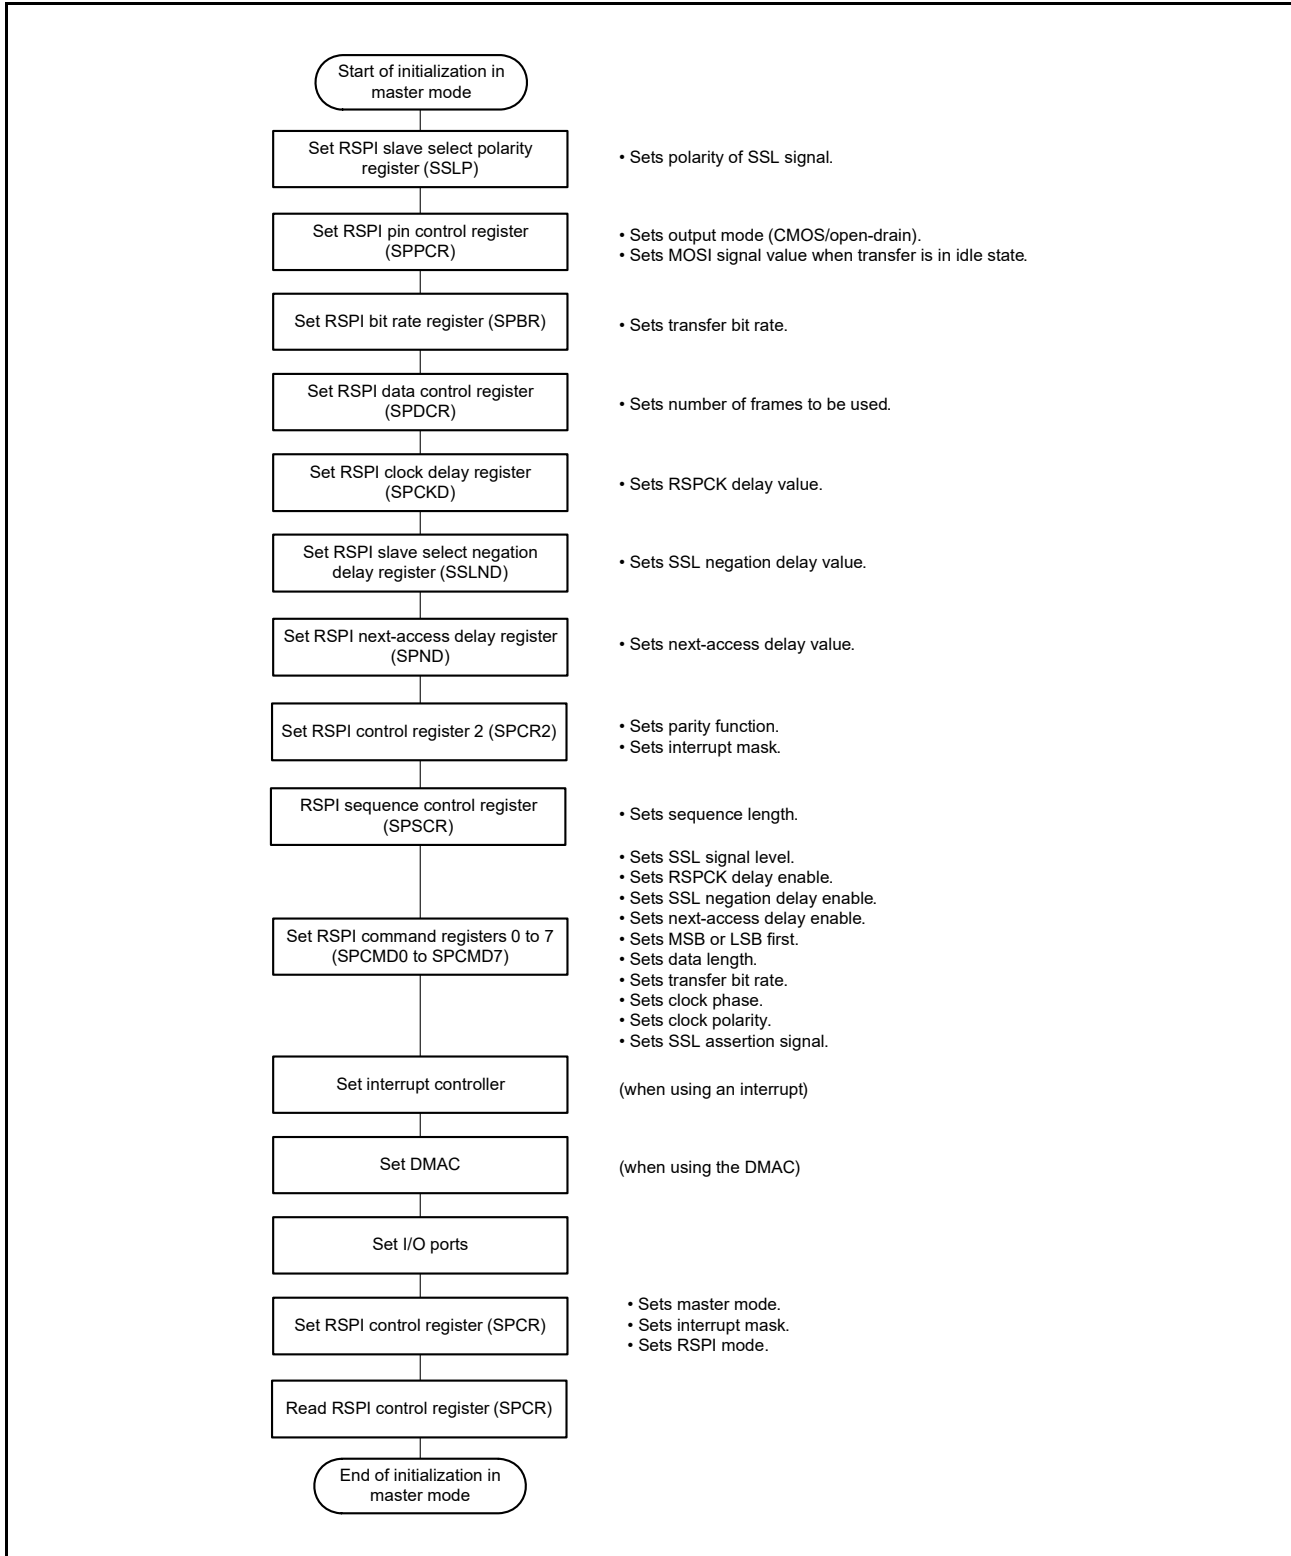 Start of initialization in
master mode
Set RSPI slave select polarity
register (SSLP)
• Sets polarity of SSL signal.
Set RSPI pin control register
(SPPCR)
• Sets output mode (CMOS/open-drain).
• Sets MOSI signal value when transfer is in idle state.
Set RSPI bit rate register (SPBR)
• Sets transfer bit rate.
Set RSPI data control register
(SPDCR)
• Sets number of frames to be used.
Set RSPI clock delay register
(SPCKD)
• Sets RSPCK delay value.
Set RSPI slave select negation
delay register (SSLND)
• Sets SSL negation delay value.
Set RSPI next-access delay register
(SPND)
• Sets next-access delay value.
Set RSPI control register 2 (SPCR2)
• Sets parity function.
• Sets interrupt mask.
RSPI sequence control register
(SPSCR)
• Sets sequence length.
Set RSPI command registers 0 to 7
(SPCMD0 to SPCMD7)
• Sets SSL signal level.
• Sets RSPCK delay enable.
• Sets SSL negation delay enable.
• Sets next-access delay enable.
• Sets MSB or LSB first.
• Sets data length.
• Sets transfer bit rate.
• Sets clock phase.
• Sets clock polarity.
• Sets SSL assertion signal.
Set interrupt controller
(when using an interrupt)
Set DMAC
(when using the DMAC)
Set I/O ports
Set RSPI control register (SPCR)
• Sets master mode.
• Sets interrupt mask.
• Sets RSPI mode.
Read RSPI control register (SPCR)
End of initialization in
master mode